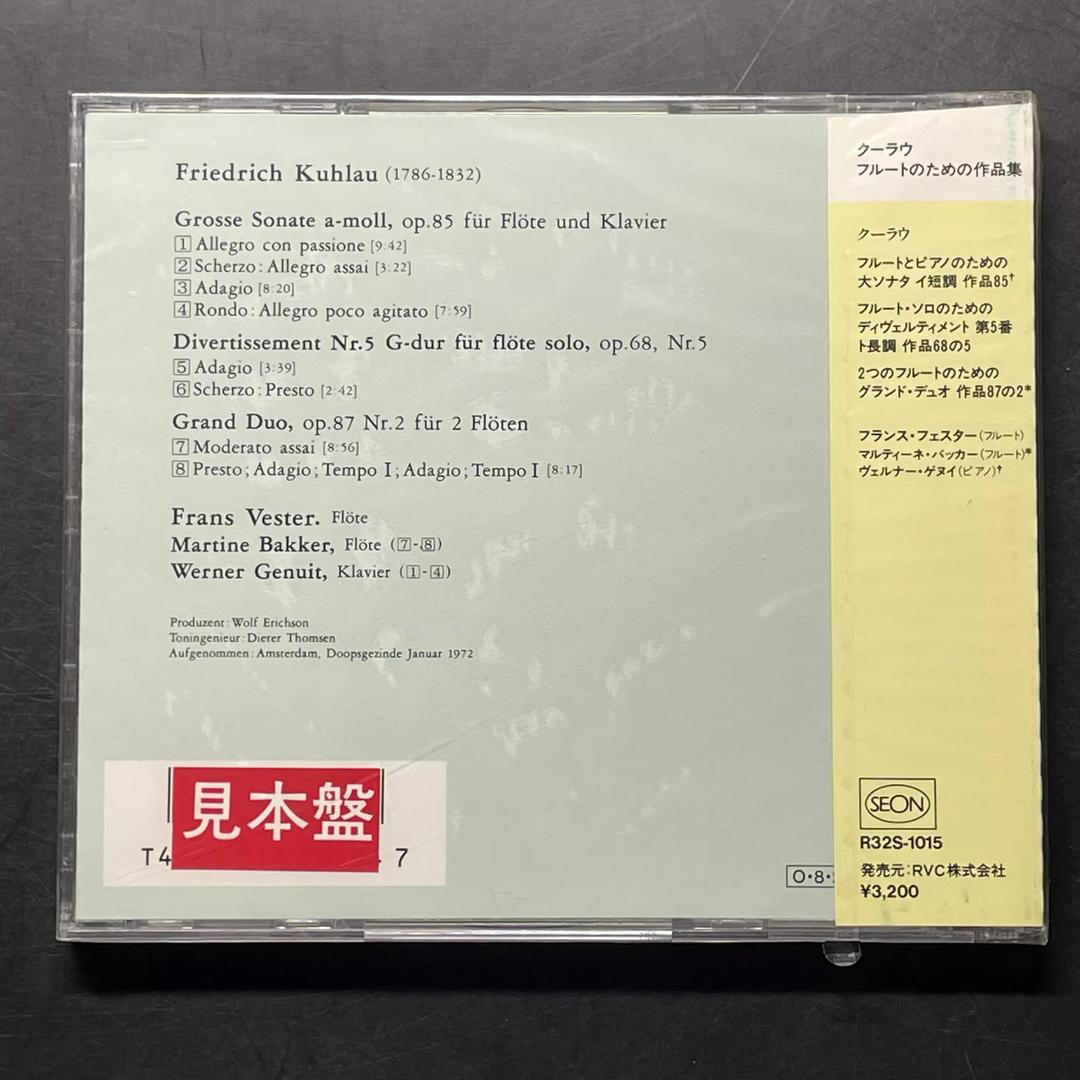 Friedrich Kuhlau (1786-1832)
Grosse Sonate a-moll, op.85 für Flöte und Klavier
1 Allegro con passione [9:42]
2 Scherzo: Allegro assai [3:22]
3 Adagio [8:20]
4 Rondo: Allegro poco agitato [7:59]
Divertissement Nr.5 G-dur für flöte solo, op.68, Nr.5
5 Adagio [3:39]
6 Scherzo: Presto [2:42]
Grand Duo, op.87 Nr.2 für 2 Flöten
7 Moderato assai [8:56]
8 Presto; Adagio; Tempo I; Adagio; Tempo I [8:17]
Frans Vester. Flöte
Martine Bakker, Flöte (7-8)
Werner Genuit, Klavier (1-4)
Produzent: Wolf Erichson
Toningenieur: Dieter Thomsen
Aufgenommen: Amsterdam, Doopsgezinde Januar 1972
見本盤
T4 7
O・8・
クーラウ
フルートのための作品集
クーラウ
フルートとピアノのための
大ソナタ イ短調 作品85†
フルート・ソロのための
ディヴェルティメント 第5番
ト長調 作品68の5
2つのフルートのための
グランド・デュオ 作品87の2*
フランス・フェスター(フルート)
マルティーネ・バッカー(フルート)*
ヴェルナー・ゲヌイ(ピアノ)†
SEON
R32S-1015
発売元:RVC株式会社
¥3,200